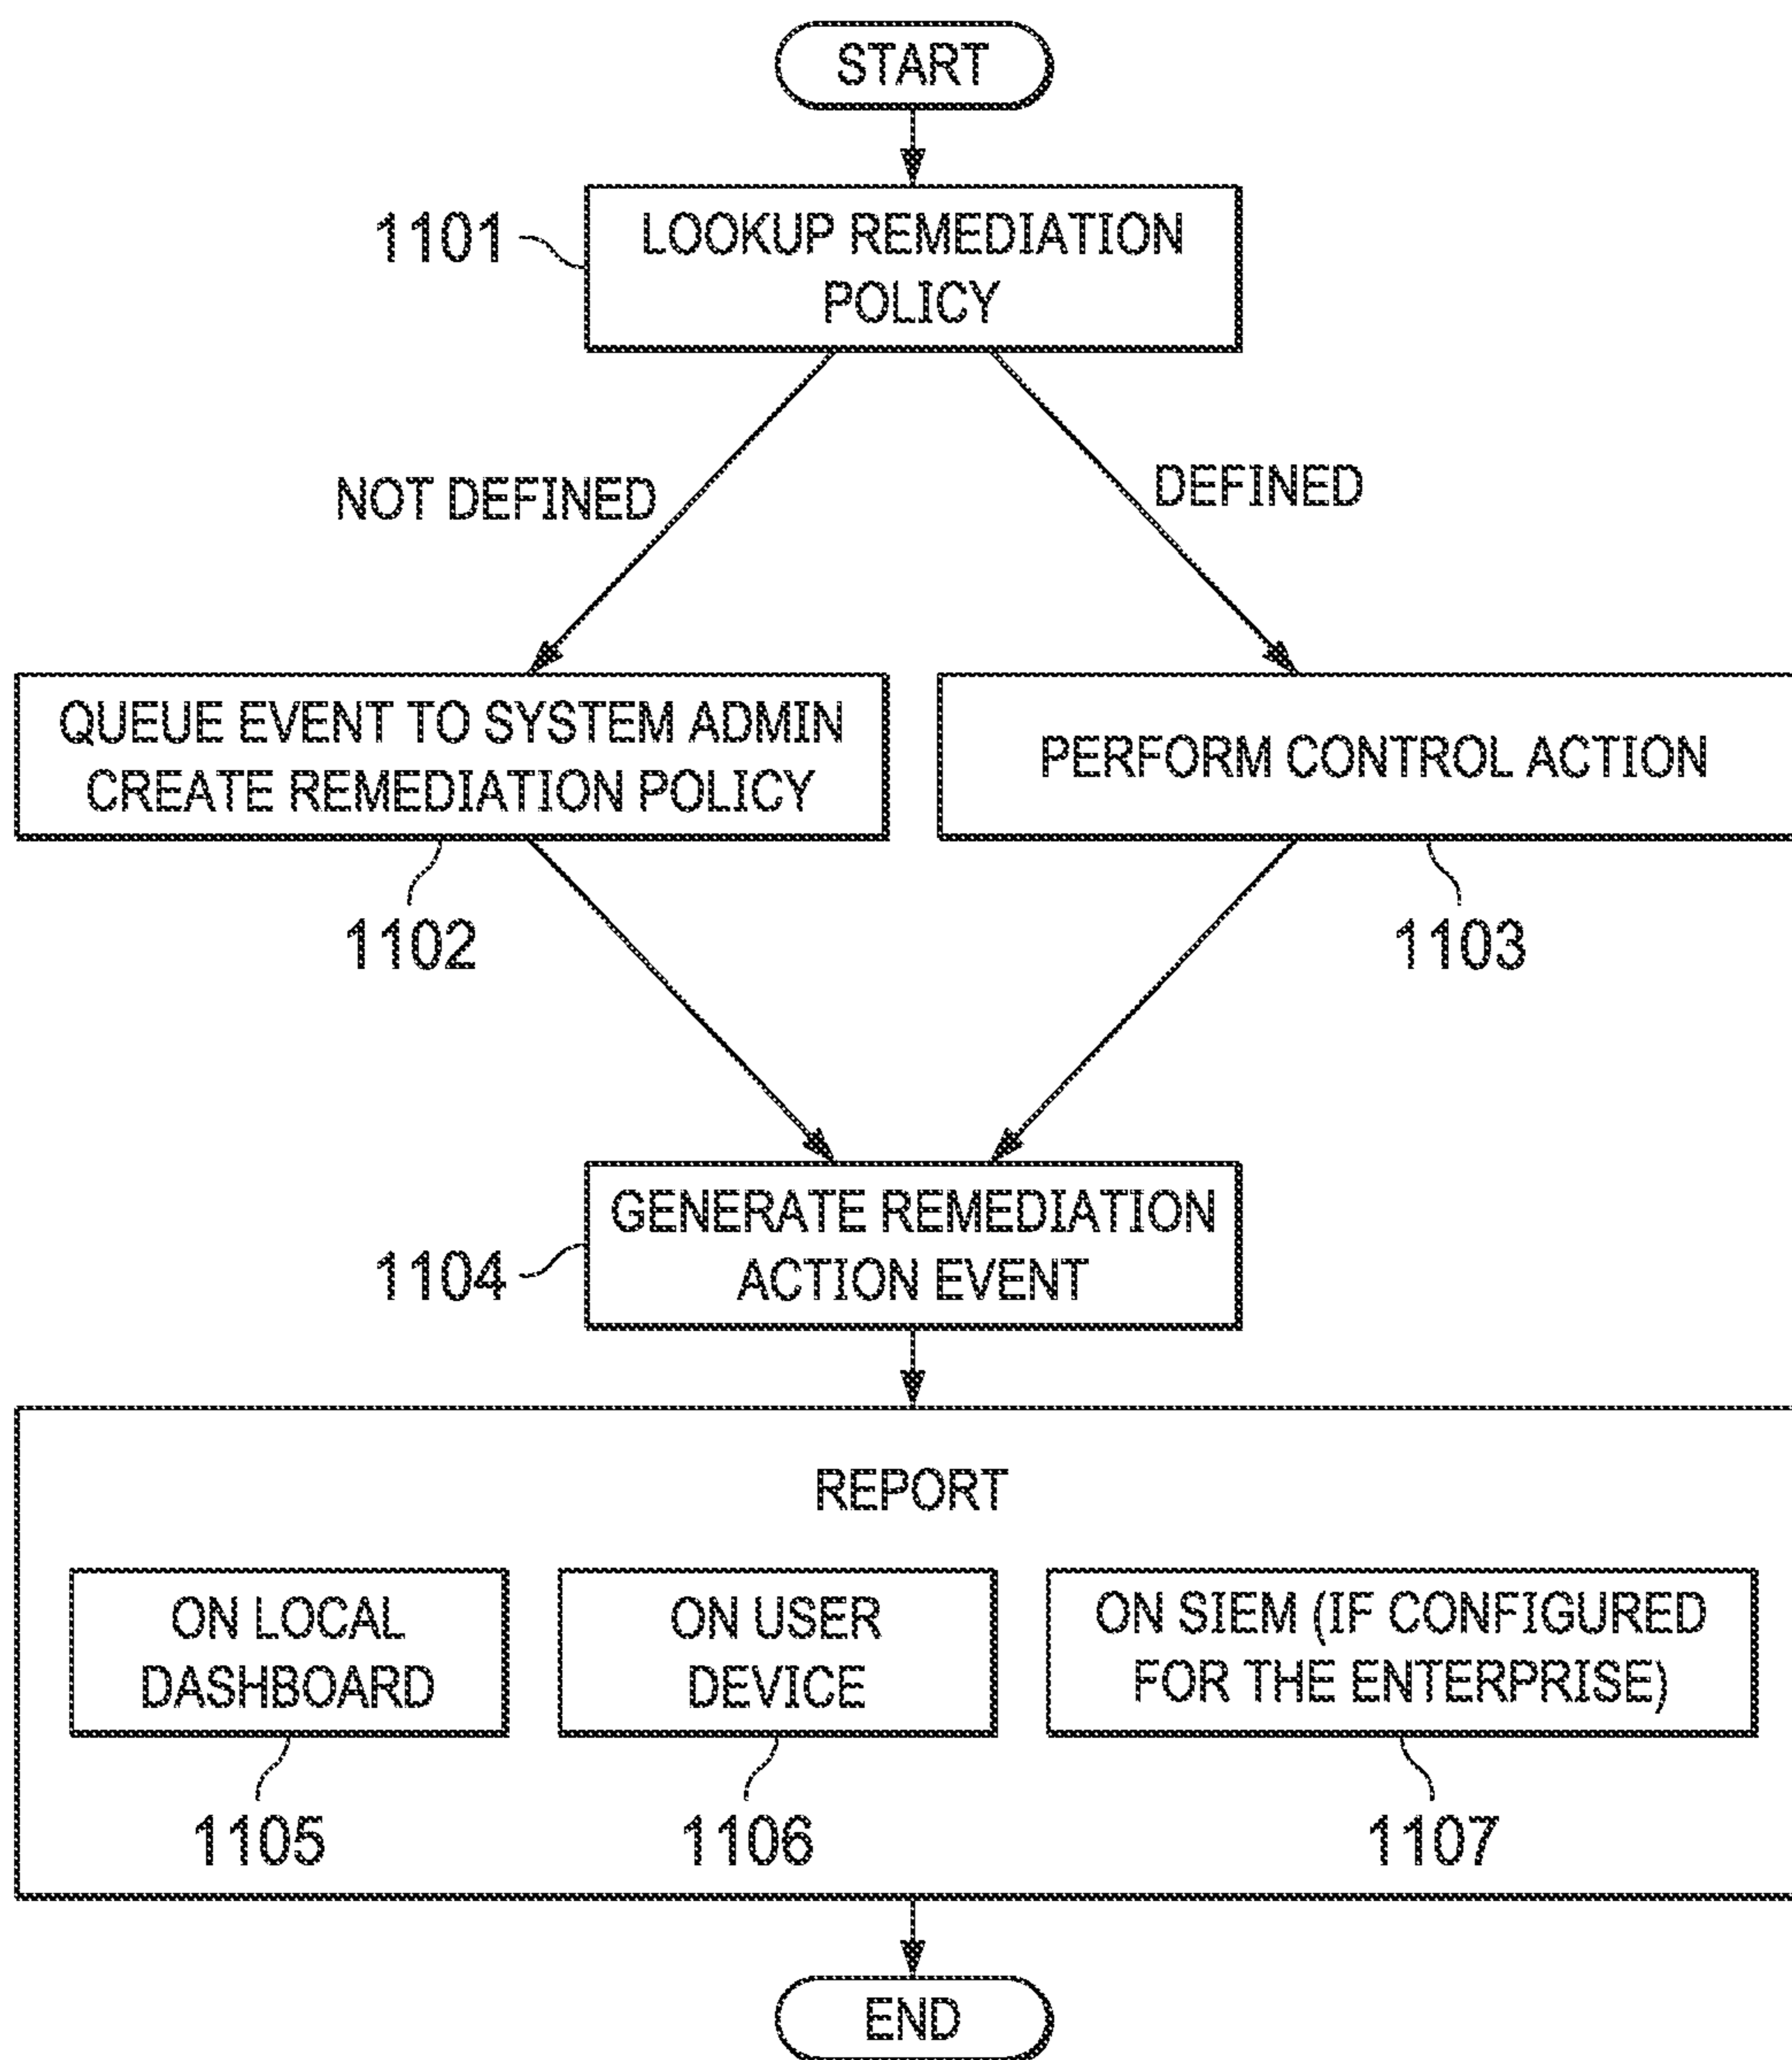 START
1101
LOOKUP REMEDIATION
POLICY
NOT DEFINED
DEFINED
QUEUE EVENT TO SYSTEM ADMIN
CREATE REMEDIATION POLICY
PERFORM CONTROL ACTION
1102
1103
GENERATE REMEDIATION
ACTION EVENT
1104
REPORT
ON LOCAL
DASHBOARD
ON USER
DEVICE
ON SIEM (IF CONFIGURED
FOR THE ENTERPRISE)
1105
1106
1107
END